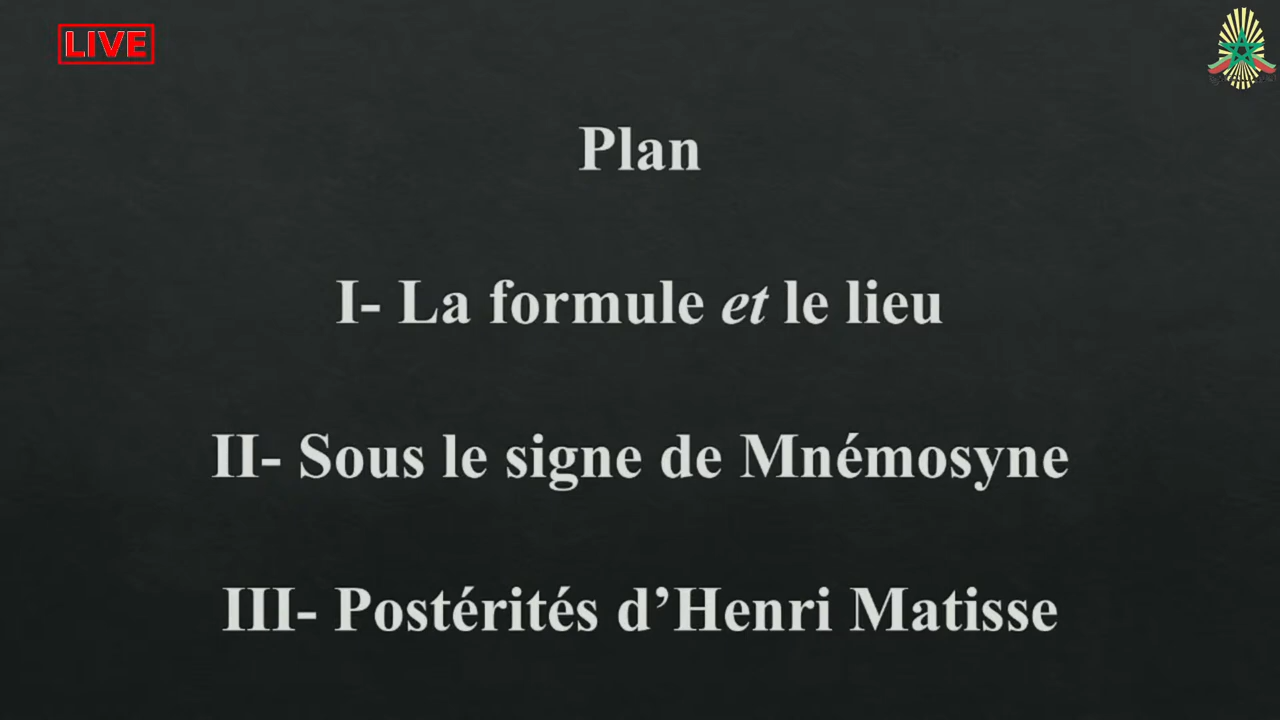 LIVE
Plan
I- La formule et le lieu
II- Sous le signe de Mnémosyne
III- Postérités d’Henri Matisse